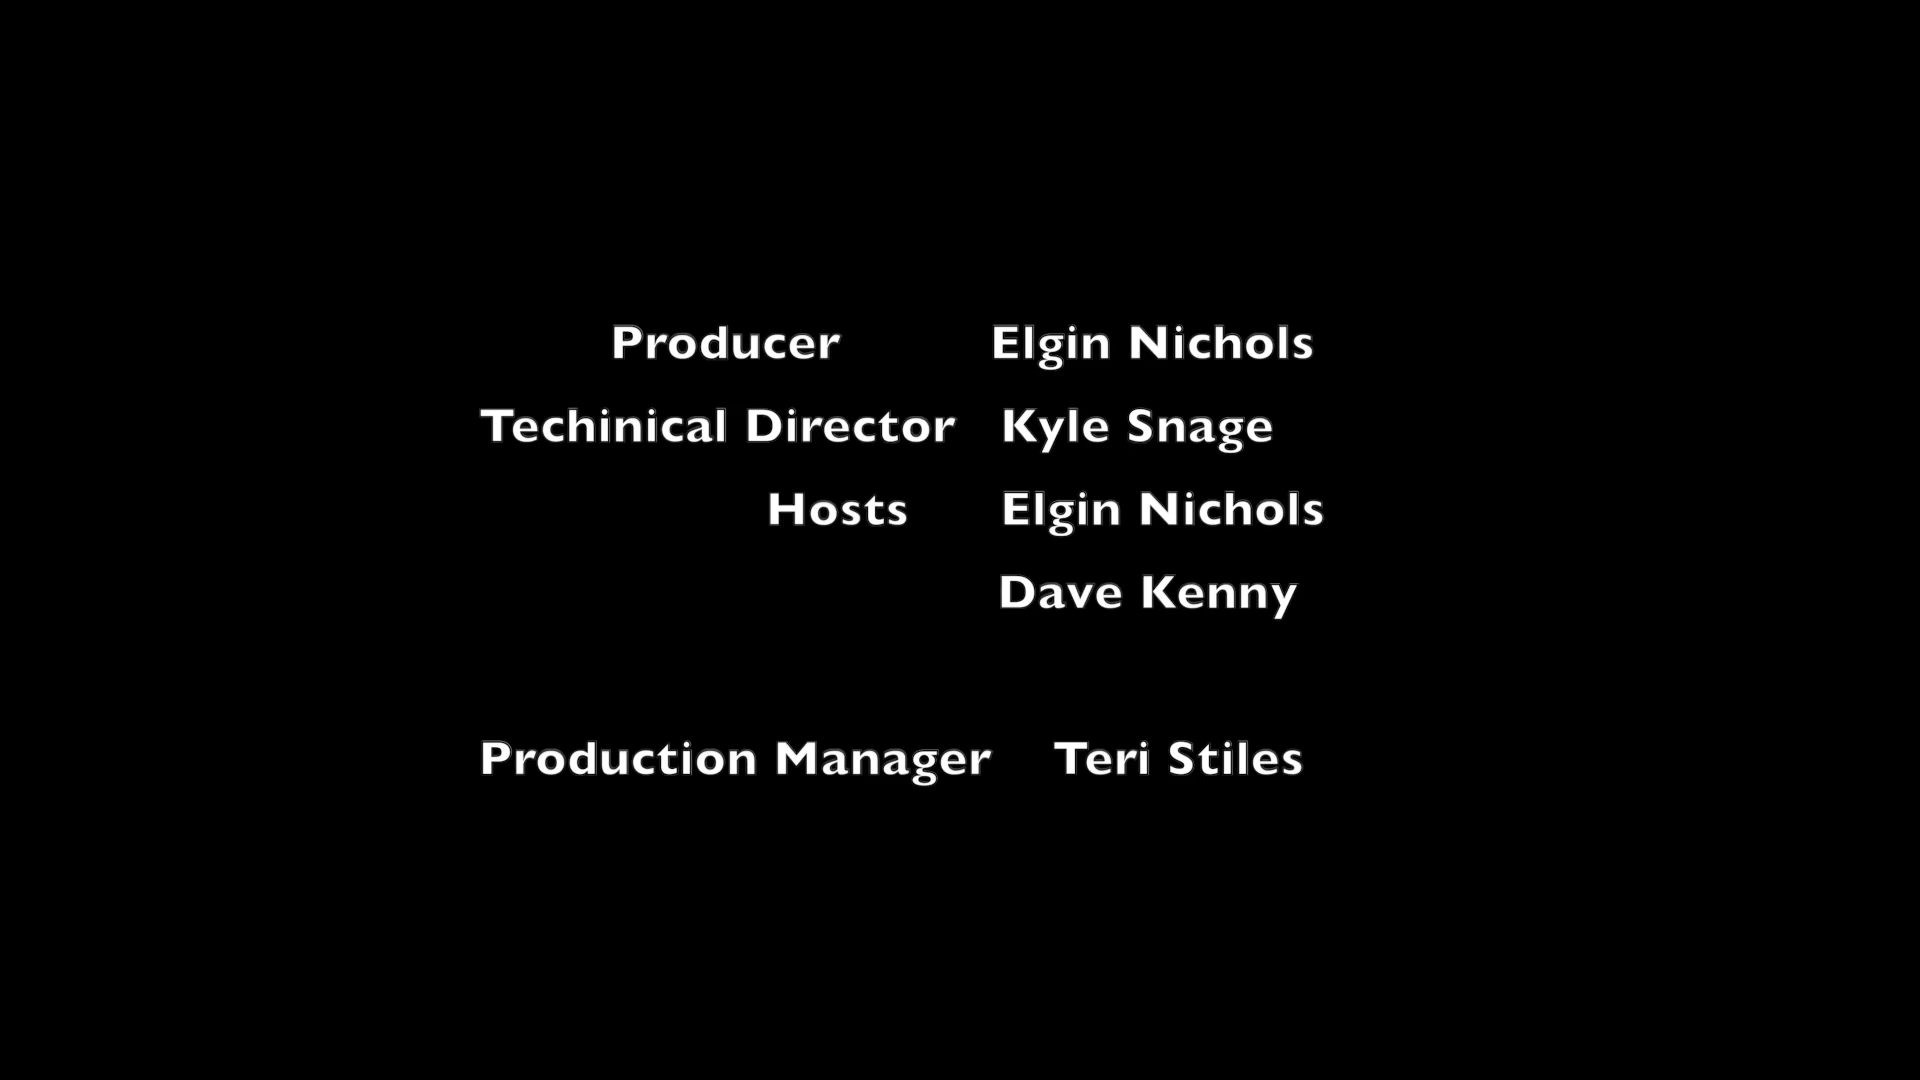 Producer Elgin Nichols
Techinical Director Kyle Snage
Hosts Elgin Nichols
Dave Kenny
Production Manager Teri Stiles